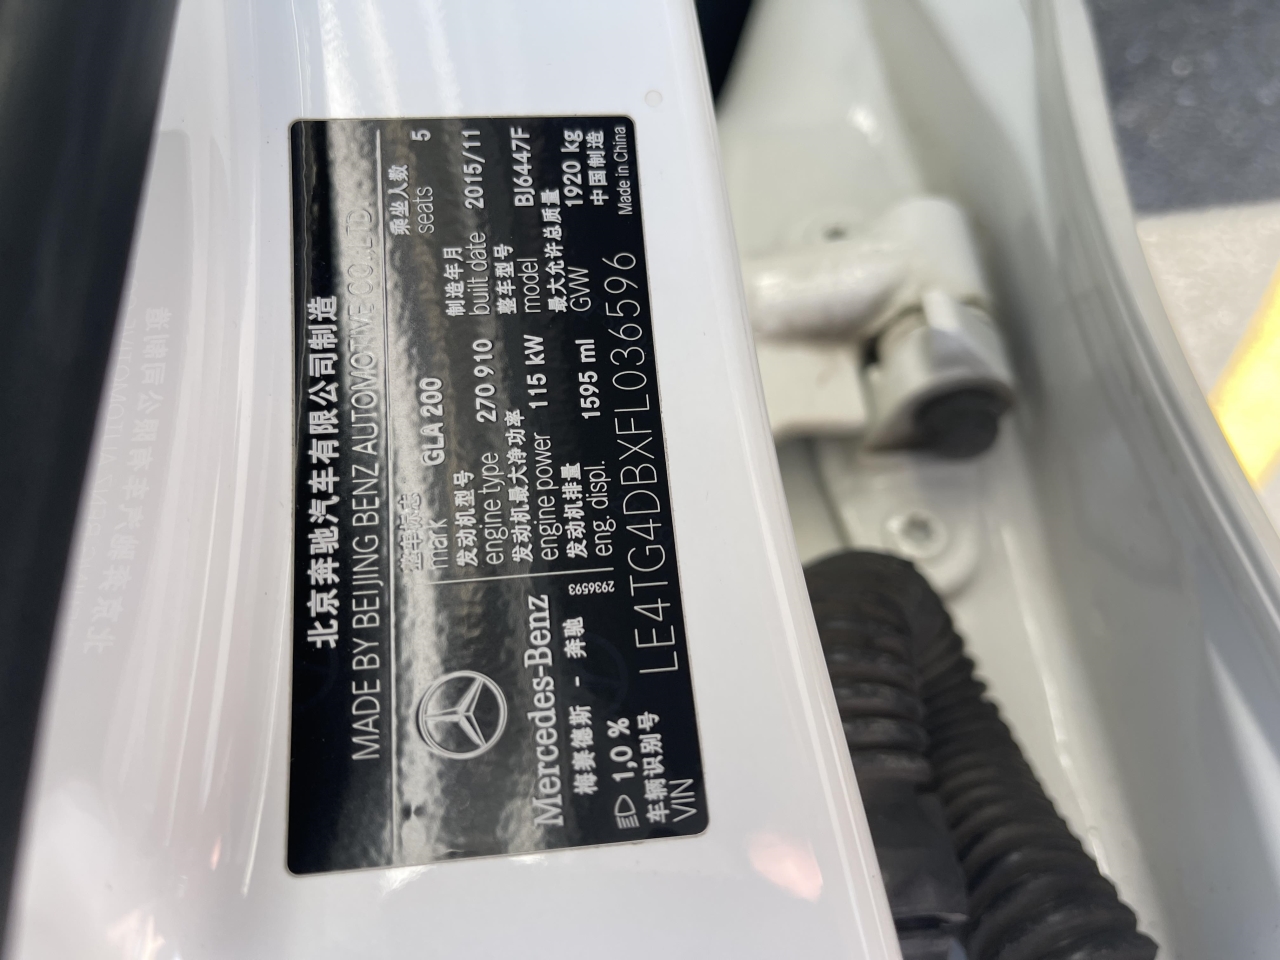 北京奔驰汽车有限公司制造
MADE BY BEIJING BENZ AUTOMOTIVE CO.,LTD.
整车标志
mark GLA 200
乘坐人数 5
seats
发动机型号
engine type 270 910
制造年月
built date 2015/11
发动机最大净功率
engine power 115 kW
整车型号
model BJ6447F
发动机排量
eng. displ. 1595 ml
最大允许总质量
GVW 1920 kg
Mercedes-Benz
梅赛德斯 - 奔驰
2936593
中国制造
Made in China
1,0 %
车辆识别号
VIN LE4TG4DBXFL036596